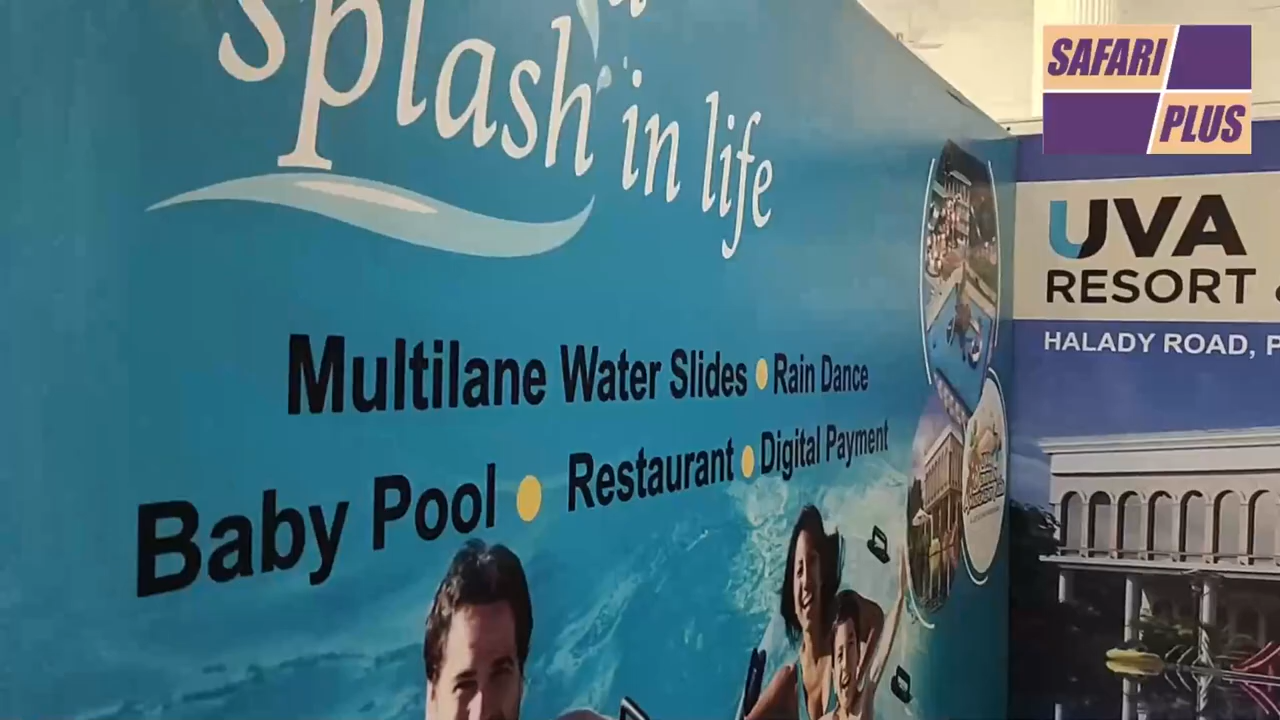 splash in life
Multilane Water Slides • Rain Dance
Baby Pool • Restaurant • Digital Payment
SAFARI
PLUS
UVA
RESORT
HALADY ROAD, P